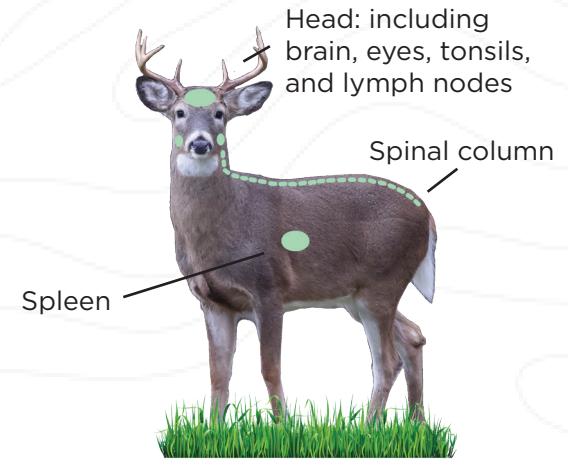 Head: including
brain, eyes, tonsils,
and lymph nodes
Spinal column
Spleen